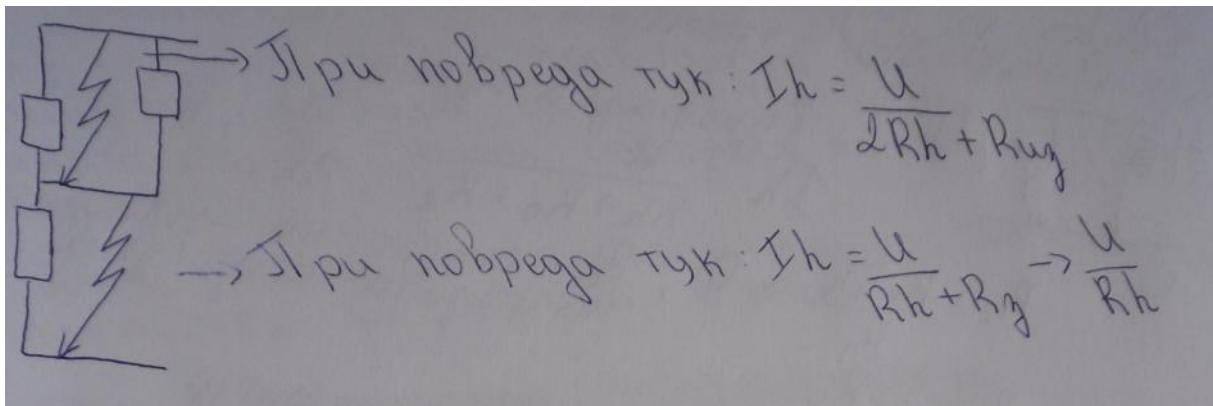 При повреда тук: Ih = U / (2Rh + Rиз)
При повреда тук: Ih = U / (Rh + Rз) → U / Rh